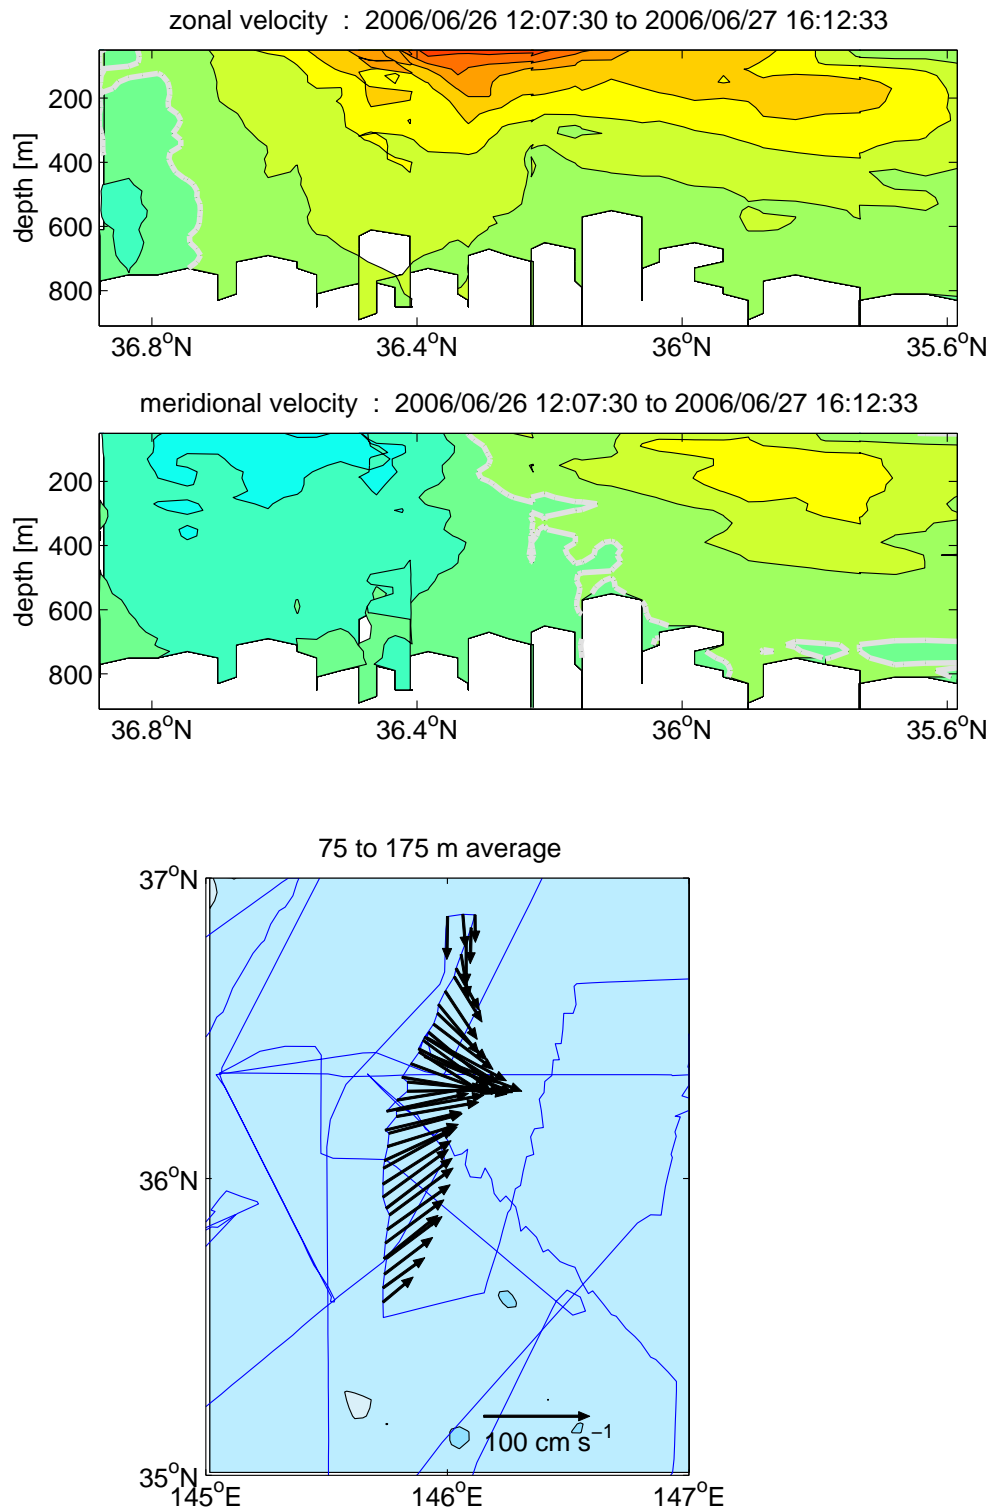 zonal velocity : 2006/06/26 12:07:30 to 2006/06/27 16:12:33
depth [m]
200
400
600
800
36.8°N 36.4°N 36°N 35.6°N
meridional velocity : 2006/06/26 12:07:30 to 2006/06/27 16:12:33
depth [m]
200
400
600
800
36.8°N 36.4°N 36°N 35.6°N
75 to 175 m average
37°N
36°N
35°N
100 cm s⁻¹
145°E 146°E 147°E